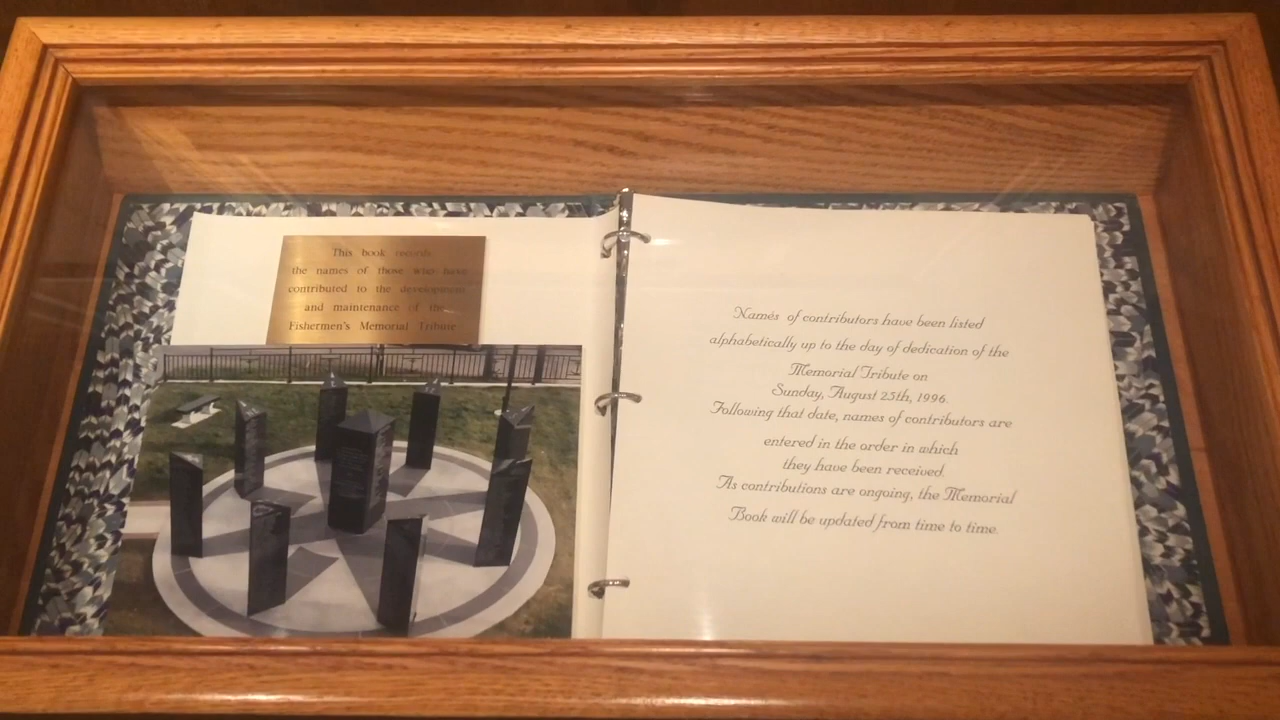 This book records
the names of those who have
contributed to the development
and maintenance of the
Fishermen's Memorial Tribute
Names of contributors have been listed
alphabetically up to the day of dedication of the
Memorial Tribute on
Sunday, August 25th, 1996.
Following that date, names of contributors are
entered in the order in which
they have been received.
As contributions are ongoing, the Memorial
Book will be updated from time to time.